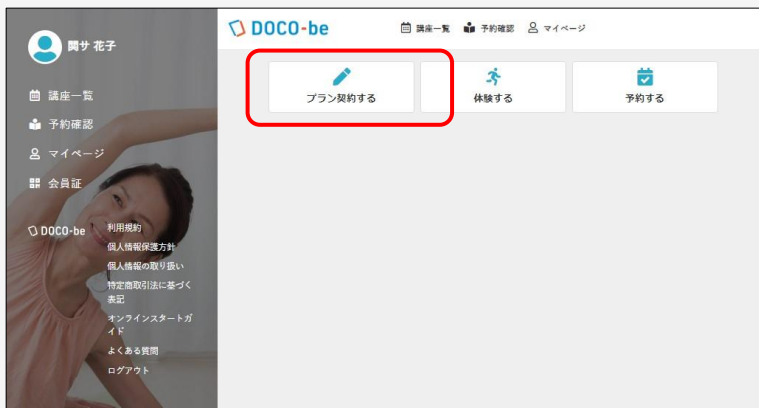 関サ 花子
講座一覧
予約確認
マイページ
会員証
DOCO-be
利用規約
個人情報保護方針
個人情報の取り扱い
特定商取引法に基づく
表記
オンラインスタートガ
イド
よくある質問
ログアウト
DOCO-be
講座一覧 予約確認 マイページ
プラン契約する
体験する
予約する